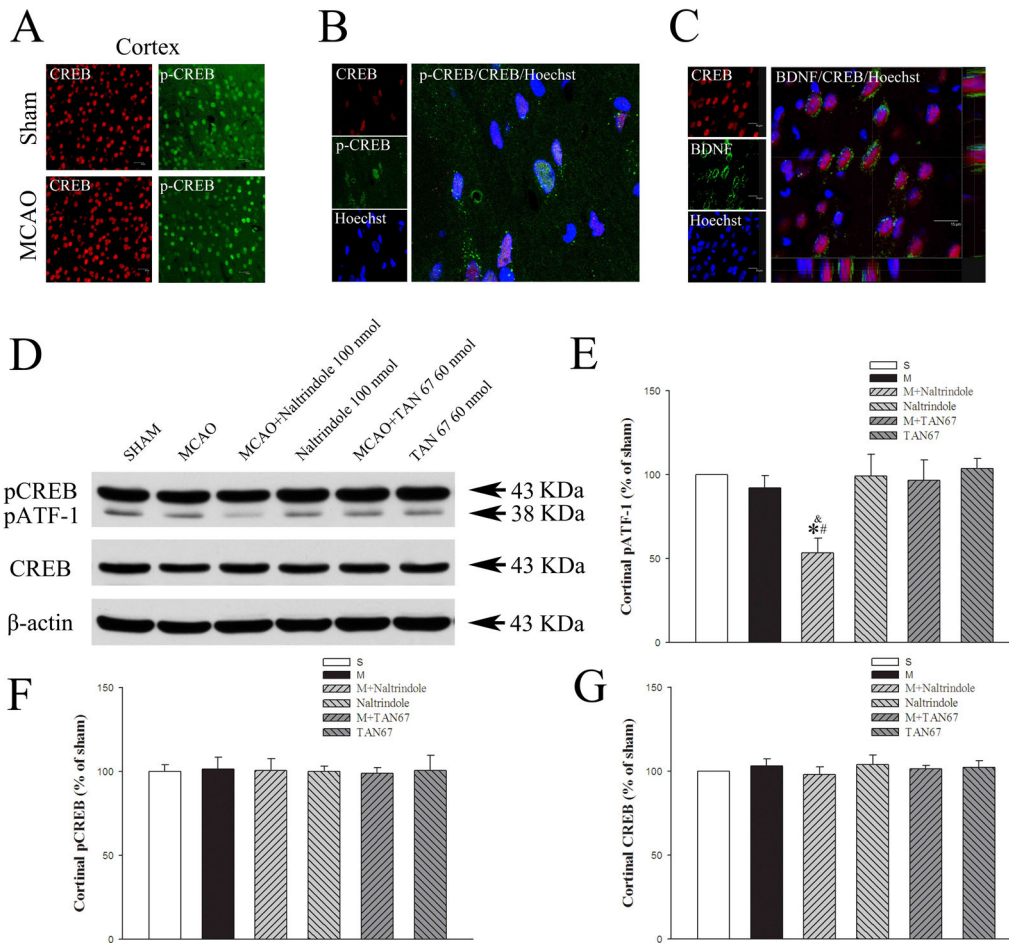 A
Cortex
Sham
CREB
p-CREB
MCAO
CREB
p-CREB
B
CREB
p-CREB
Hoechst
p-CREB/CREB/Hoechst
C
CREB
BDNF
Hoechst
BDNF/CREB/Hoechst
15 µm
D
SHAM
MCAO
MCAO+Naltrindole 100 nmol
Naltrindole 100 nmol
MCAO+TAN 67 60 nmol
TAN 67 60 nmol
pCREB
43 KDa
pATF-1
38 KDa
CREB
43 KDa
β-actin
43 KDa
E
S
M
M+Naltrindole
Naltrindole
M+TAN67
TAN67
Cortinal pATF-1 (% of sham)
150
100
50
0
&
*#
F
S
M
M+Naltrindole
Naltrindole
M+TAN67
TAN67
Cortinal pCREB (% of sham)
150
100
50
0
G
S
M
M+Naltrindole
Naltrindole
M+TAN67
TAN67
Cortinal CREB (% of sham)
150
100
50
0